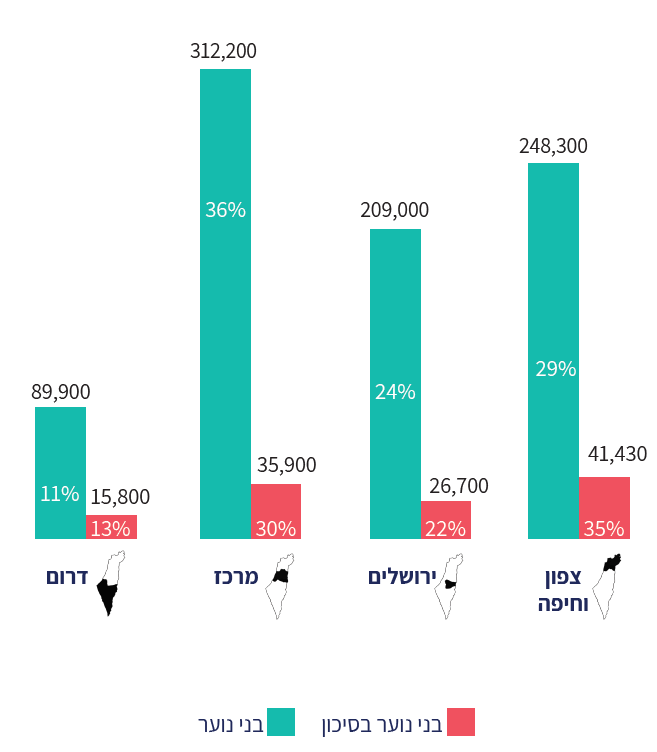 312,200
248,300
209,000
36%
29%
24%
89,900
41,430
35,900
26,700
11%
15,800
35%
22%
30%
13%
צפון
וחיפה
ירושלים
מרכז
דרום
בני נוער בסיכון
בני נוער